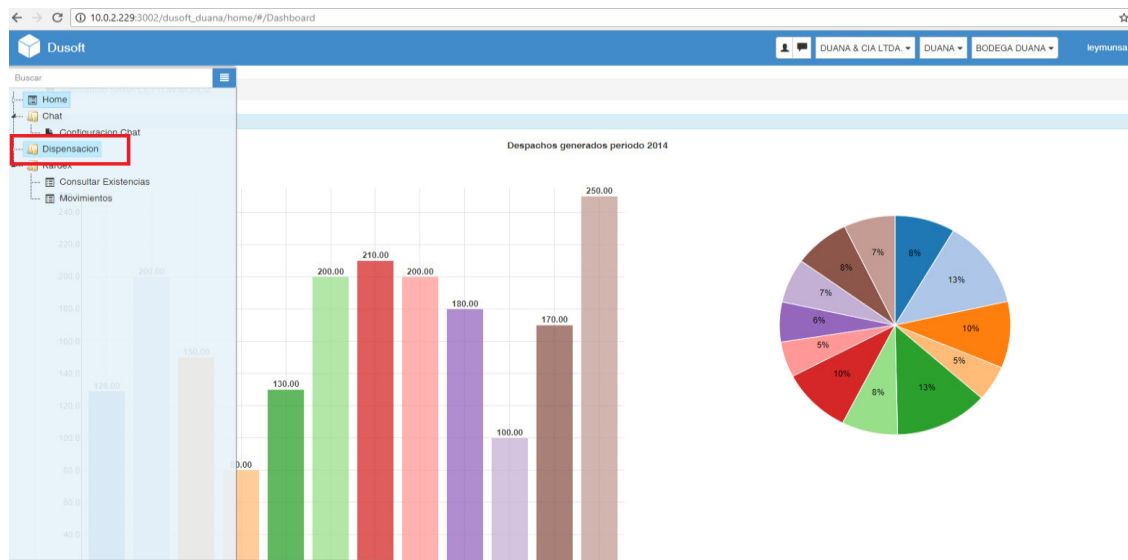 10.0.2.229:3002/dusoft_duana/home/#/Dashboard
Dusoft
DUANA & CIA LTDA.
DUANA
BODEGA DUANA
leymunsa
Buscar
Home
Chat
Configuracion Chat
Dispensacion
Kardex
Consultar Existencias
Movimientos
Despachos generados periodo 2014
250.00
240.0
220.0
210.00
200.0
200.00
200.00
200.00
180.0
180.00
170.00
160.0
150.00
140.0
130.00
129.00
120.0
100.0
100.00
80.0
80.00
60.0
40.0
7%
8%
8%
13%
7%
6%
10%
5%
5%
10%
13%
8%